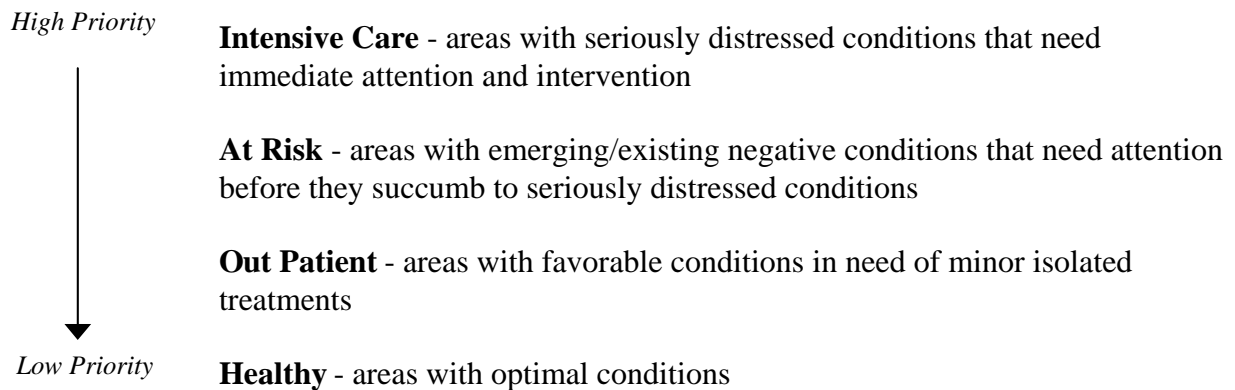 High Priority
Intensive Care - areas with seriously distressed conditions that need
immediate attention and intervention
At Risk - areas with emerging/existing negative conditions that need attention
before they succumb to seriously distressed conditions
Out Patient - areas with favorable conditions in need of minor isolated
treatments
Low Priority
Healthy - areas with optimal conditions